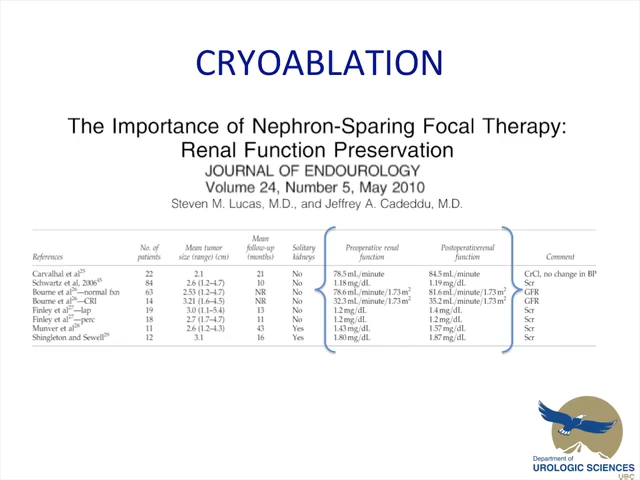 CRYOABLATION
The Importance of Nephron-Sparing Focal Therapy:
Renal Function Preservation
JOURNAL OF ENDOUROLOGY
Volume 24, Number 5, May 2010
Steven M. Lucas, M.D., and Jeffrey A. Cadeddu, M.D.
References No. of patients Mean tumor size (range) (cm) Mean follow-up (months) Solitary kidneys Preoperative renal function Postoperativerenal function Comment
Carvalhal et al25 22 2.1 21 No 78.5 mL/minute 84.5 mL/minute CrCl, no change in BP
Schwartz et al, 200645 84 2.6 (1.2–4.7) 10 No 1.18 mg/dL 1.19 mg/dL Scr
Bourne et al26—normal fxn 63 2.53 (1.2–4.7) NR No 78.6 mL/minute/1.73 m2 81.6 mL/minute/1.73 m2 GFR
Bourne et al26—CRI 14 3.21 (1.6–4.5) NR No 32.3 mL/minute/1.73 m2 35.2 mL/minute/1.73 m2 GFR
Finley et al27—lap 19 3.0 (1.1–5.4) 13 No 1.2 mg/dL 1.4 mg/dL Scr
Finley et al27—perc 18 2.7 (1.7–4.7) 11 No 1.2 mg/dL 1.2 mg/dL Scr
Munver et al28 11 2.6 (1.2–4.3) 43 Yes 1.43 mg/dL 1.57 mg/dL Scr
Shingleton and Sewell29 12 3.1 16 Yes 1.80 mg/dL 1.87 mg/dL Scr
Department of
UROLOGIC SCIENCES
UBC